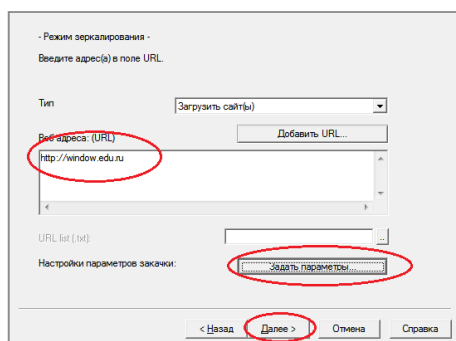 - Режим зеркалирования -
Введите адрес(а) в поле URL.
Тип
Загрузить сайт(ы)
Веб адреса: (URL)
Добавить URL...
http://window.edu.ru
URL list (.txt):
..
Настройки параметров закачки:
Задать параметры...
< Назад
Далее >
Отмена
Справка